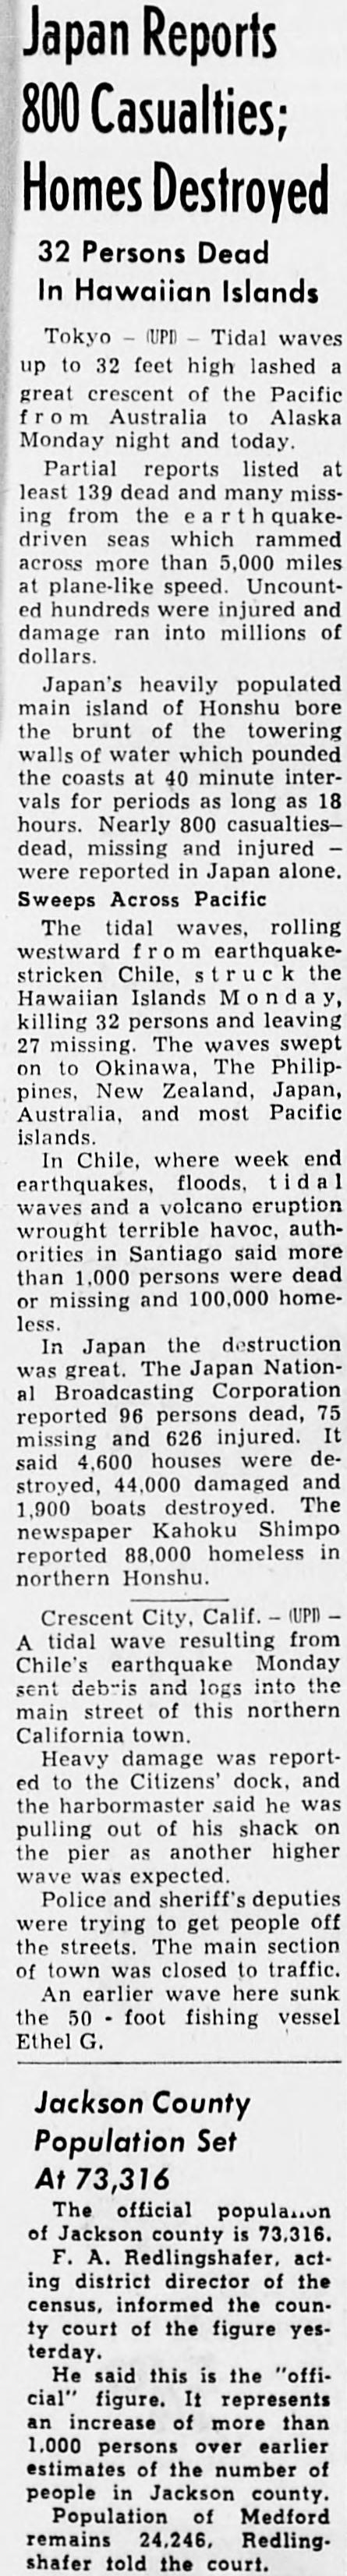 Japan Reports
800 Casualties;
Homes Destroyed
32 Persons Dead
In Hawaiian Islands
Tokyo – (UPI) – Tidal waves
up to 32 feet high lashed a
great crescent of the Pacific
from Australia to Alaska
Monday night and today.
Partial reports listed at
least 139 dead and many miss-
ing from the earthquake-
driven seas which rammed
across more than 5,000 miles
at plane-like speed. Uncount-
ed hundreds were injured and
damage ran into millions of
dollars.
Japan's heavily populated
main island of Honshu bore
the brunt of the towering
walls of water which pounded
the coasts at 40 minute inter-
vals for periods as long as 18
hours. Nearly 800 casualties–
dead, missing and injured –
were reported in Japan alone.
Sweeps Across Pacific
The tidal waves, rolling
westward from earthquake-
stricken Chile, struck the
Hawaiian Islands Monday,
killing 32 persons and leaving
27 missing. The waves swept
on to Okinawa, The Philip-
pines, New Zealand, Japan,
Australia, and most Pacific
islands.
In Chile, where week end
earthquakes, floods, tidal
waves and a volcano eruption
wrought terrible havoc, auth-
orities in Santiago said more
than 1,000 persons were dead
or missing and 100,000 home-
less.
In Japan the destruction
was great. The Japan Nation-
al Broadcasting Corporation
reported 96 persons dead, 75
missing and 626 injured. It
said 4,600 houses were de-
stroyed, 44,000 damaged and
1,900 boats destroyed. The
newspaper Kahoku Shimpo
reported 88,000 homeless in
northern Honshu.
Crescent City, Calif. – (UPI) –
A tidal wave resulting from
Chile's earthquake Monday
sent debris and logs into the
main street of this northern
California town.
Heavy damage was report-
ed to the Citizens' dock, and
the harbormaster said he was
pulling out of his shack on
the pier as another higher
wave was expected.
Police and sheriff's deputies
were trying to get people off
the streets. The main section
of town was closed to traffic.
An earlier wave here sunk
the 50 - foot fishing vessel
Ethel G.
Jackson County
Population Set
At 73,316
The official population
of Jackson county is 73,316.
F. A. Redlingshafer, act-
ing district director of the
census, informed the coun-
ty court of the figure yes-
terday.
He said this is the "offi-
cial" figure. It represents
an increase of more than
1,000 persons over earlier
estimates of the number of
people in Jackson county.
Population of Medford
remains 24,246, Redling-
shafer told the court.